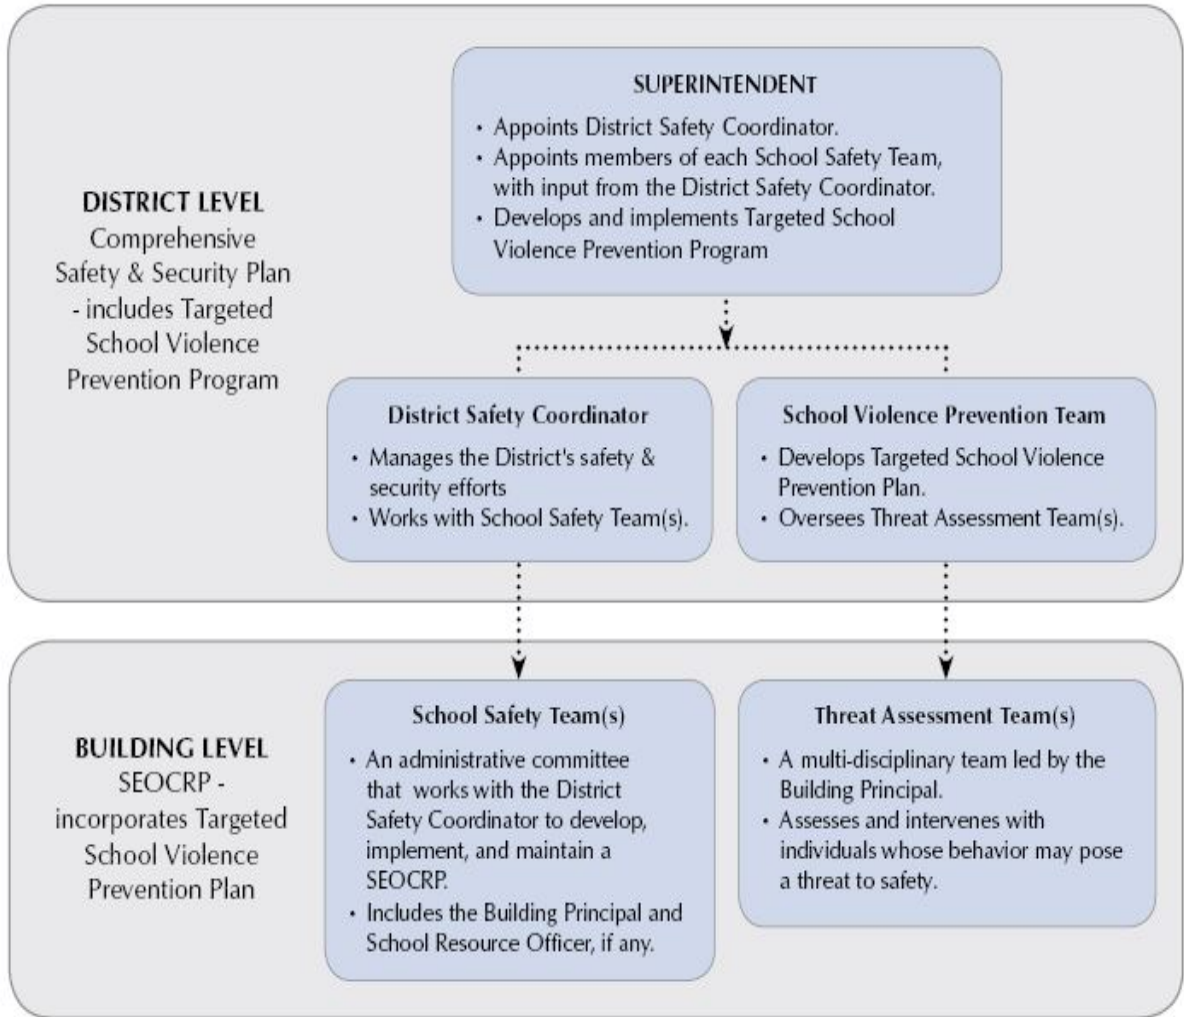 SUPERINTENDENT
• Appoints District Safety Coordinator.
• Appoints members of each School Safety Team,
with input from the District Safety Coordinator.
• Develops and implements Targeted School
Violence Prevention Program
DISTRICT LEVEL
Comprehensive
Safety & Security Plan
- includes Targeted
School Violence
Prevention Program
District Safety Coordinator
• Manages the District's safety &
security efforts
• Works with School Safety Team(s).
School Violence Prevention Team
• Develops Targeted School Violence
Prevention Plan.
• Oversees Threat Assessment Team(s).
BUILDING LEVEL
SEOCRP -
incorporates Targeted
School Violence
Prevention Plan
School Safety Team(s)
• An administrative committee
that works with the District
Safety Coordinator to develop,
implement, and maintain a
SEOCRP.
• Includes the Building Principal and
School Resource Officer, if any.
Threat Assessment Team(s)
• A multi-disciplinary team led by the
Building Principal.
• Assesses and intervenes with
individuals whose behavior may pose
a threat to safety.